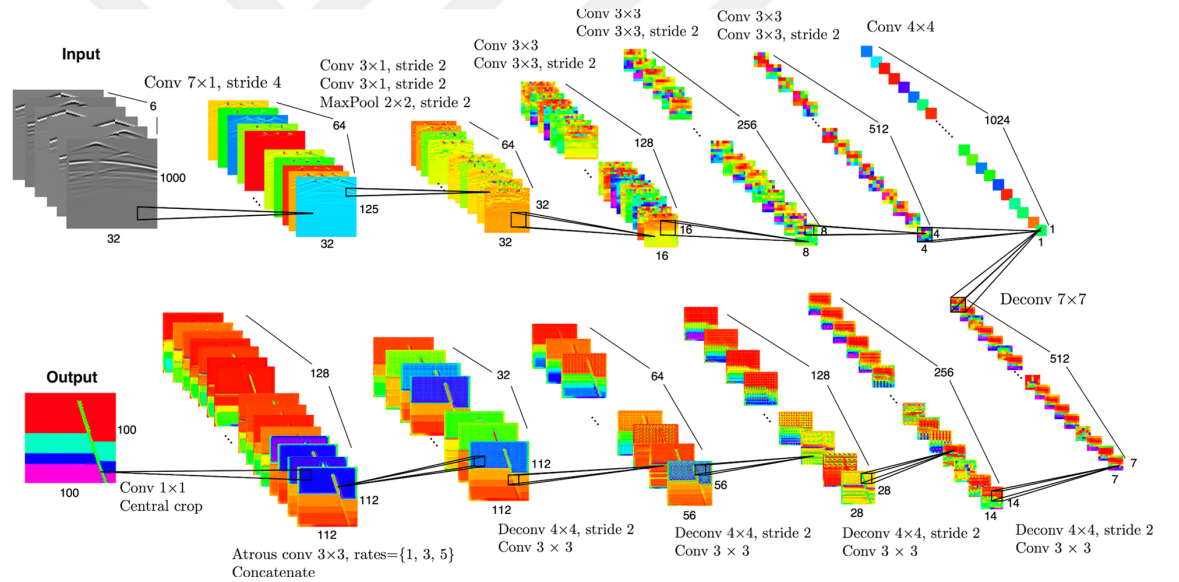 Input
6
1000
32
Conv 7×1, stride 4
64
125
32
Conv 3×1, stride 2
Conv 3×1, stride 2
MaxPool 2×2, stride 2
64
32
32
Conv 3×3
Conv 3×3, stride 2
128
16
16
Conv 3×3
Conv 3×3, stride 2
256
8
8
Conv 3×3
Conv 3×3, stride 2
512
4
4
Conv 4×4
1024
1
1
Deconv 7×7
512
7
7
Deconv 4×4, stride 2
Conv 3 × 3
256
14
14
Deconv 4×4, stride 2
Conv 3 × 3
128
28
28
Deconv 4×4, stride 2
Conv 3 × 3
64
56
56
Deconv 4×4, stride 2
Conv 3 × 3
32
112
112
Atrous conv 3×3, rates={1, 3, 5}
Concatenate
128
112
112
Conv 1×1
Central crop
Output
100
100